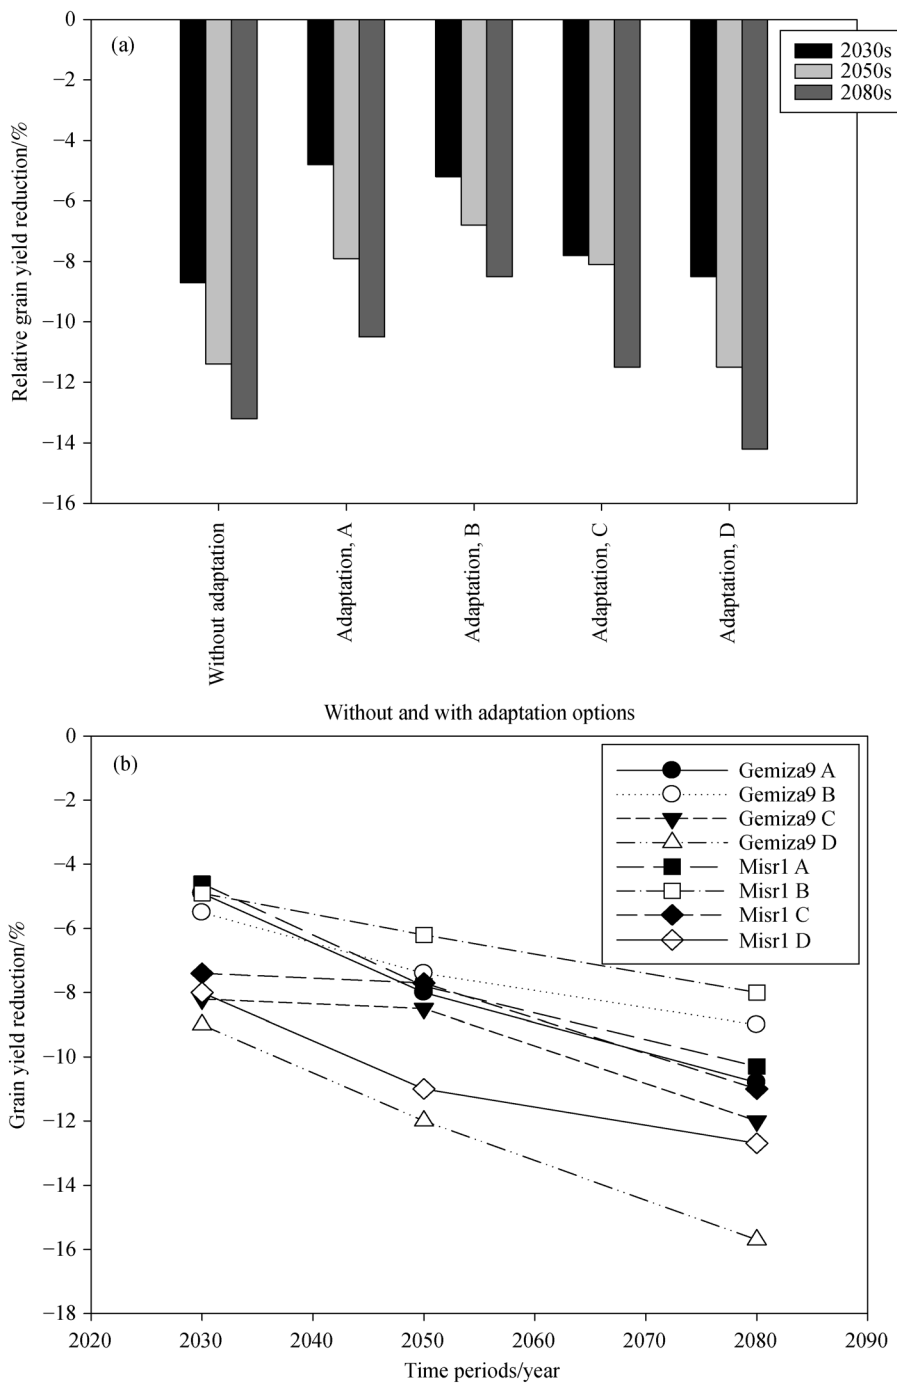 (a)
2030s
2050s
2080s
0
−2
−4
−6
−8
−10
−12
−14
−16
Relative grain yield reduction/%
Without adaptation
Adaptation, A
Adaptation, B
Adaptation, C
Adaptation, D
Without and with adaptation options
(b)
Gemiza9 A
Gemiza9 B
Gemiza9 C
Gemiza9 D
Misr1 A
Misr1 B
Misr1 C
Misr1 D
0
−2
−4
−6
−8
−10
−12
−14
−16
−18
Grain yield reduction/%
2020 2030 2040 2050 2060 2070 2080 2090
Time periods/year